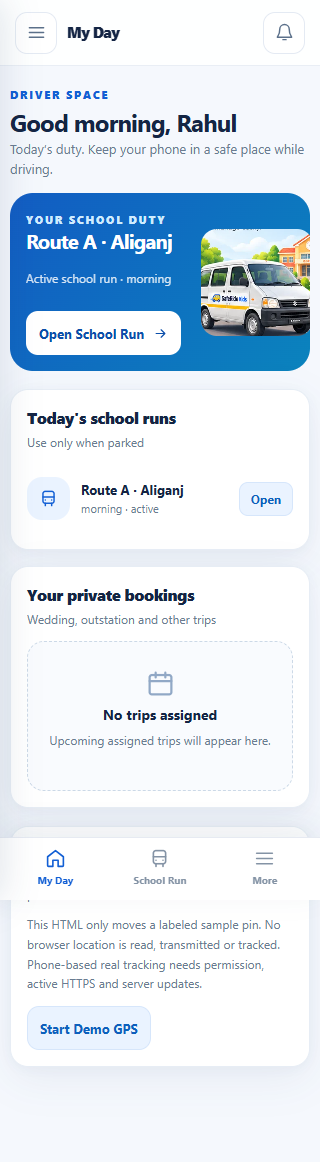 My Day
DRIVER SPACE
Good morning, Rahul
Today's duty. Keep your phone in a safe place while
driving.
YOUR SCHOOL DUTY
Route A · Aliganj
Active school run · morning
SafeRide Kids
Open School Run →
Today's school runs
Use only when parked
Route A · Aliganj
morning · active
Open
Your private bookings
Wedding, outstation and other trips
No trips assigned
Upcoming assigned trips will appear here.
My Day
School Run
More
This HTML only moves a labeled sample pin. No
browser location is read, transmitted or tracked.
Phone-based real tracking needs permission,
active HTTPS and server updates.
Start Demo GPS